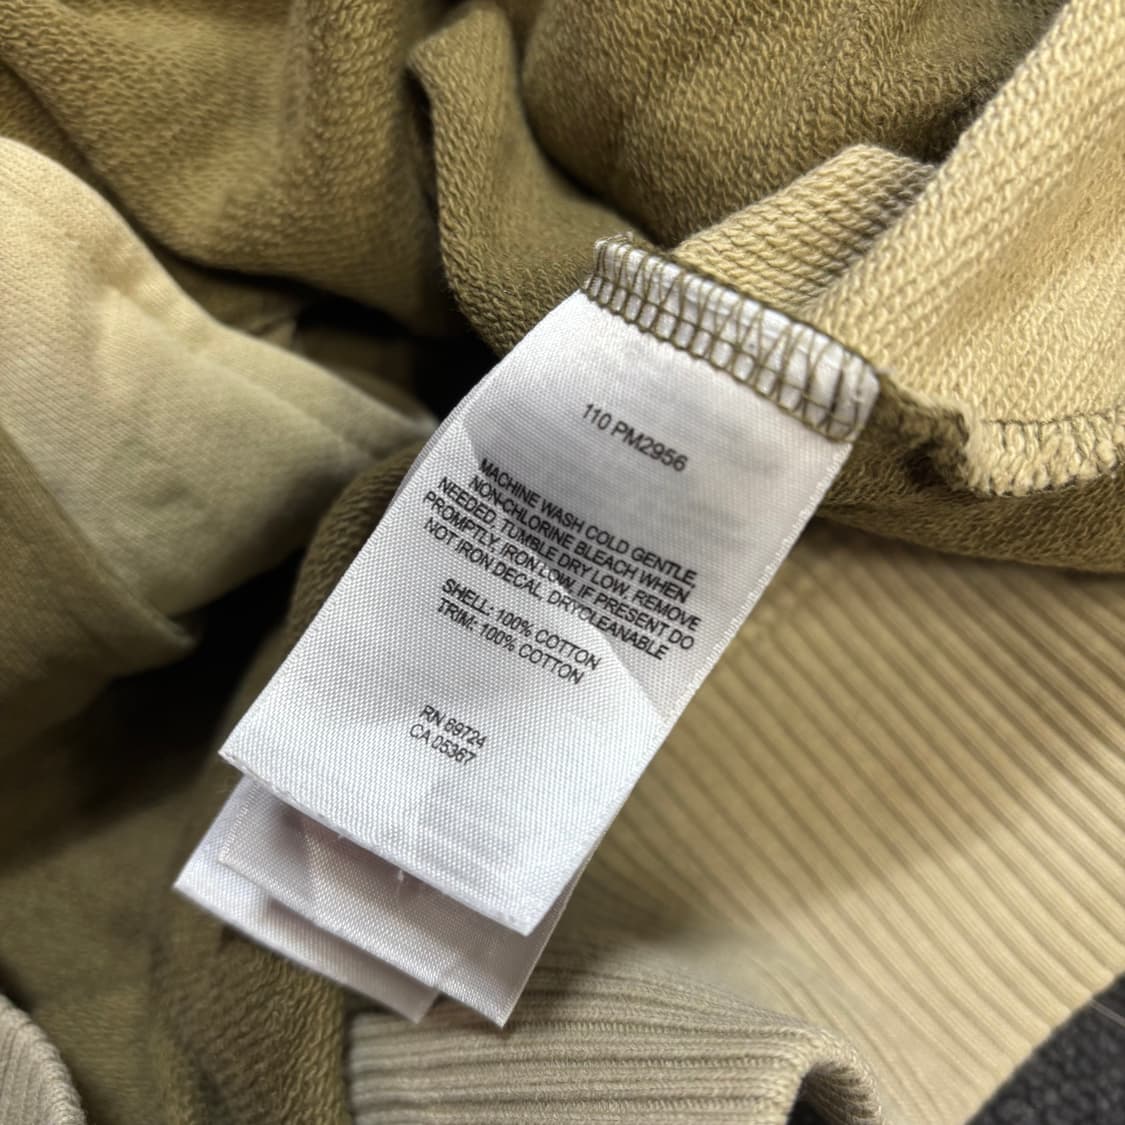 110 PM2956
MACHINE WASH COLD GENTLE,
NON-CHLORINE BLEACH WHEN
NEEDED, TUMBLE DRY LOW, REMOVE
PROMPTLY, IRON LOW, IF PRESENT DO
NOT IRON DECAL. DRYCLEANABLE
SHELL: 100% COTTON
TRIM: 100% COTTON
RN 69724
CA 05367